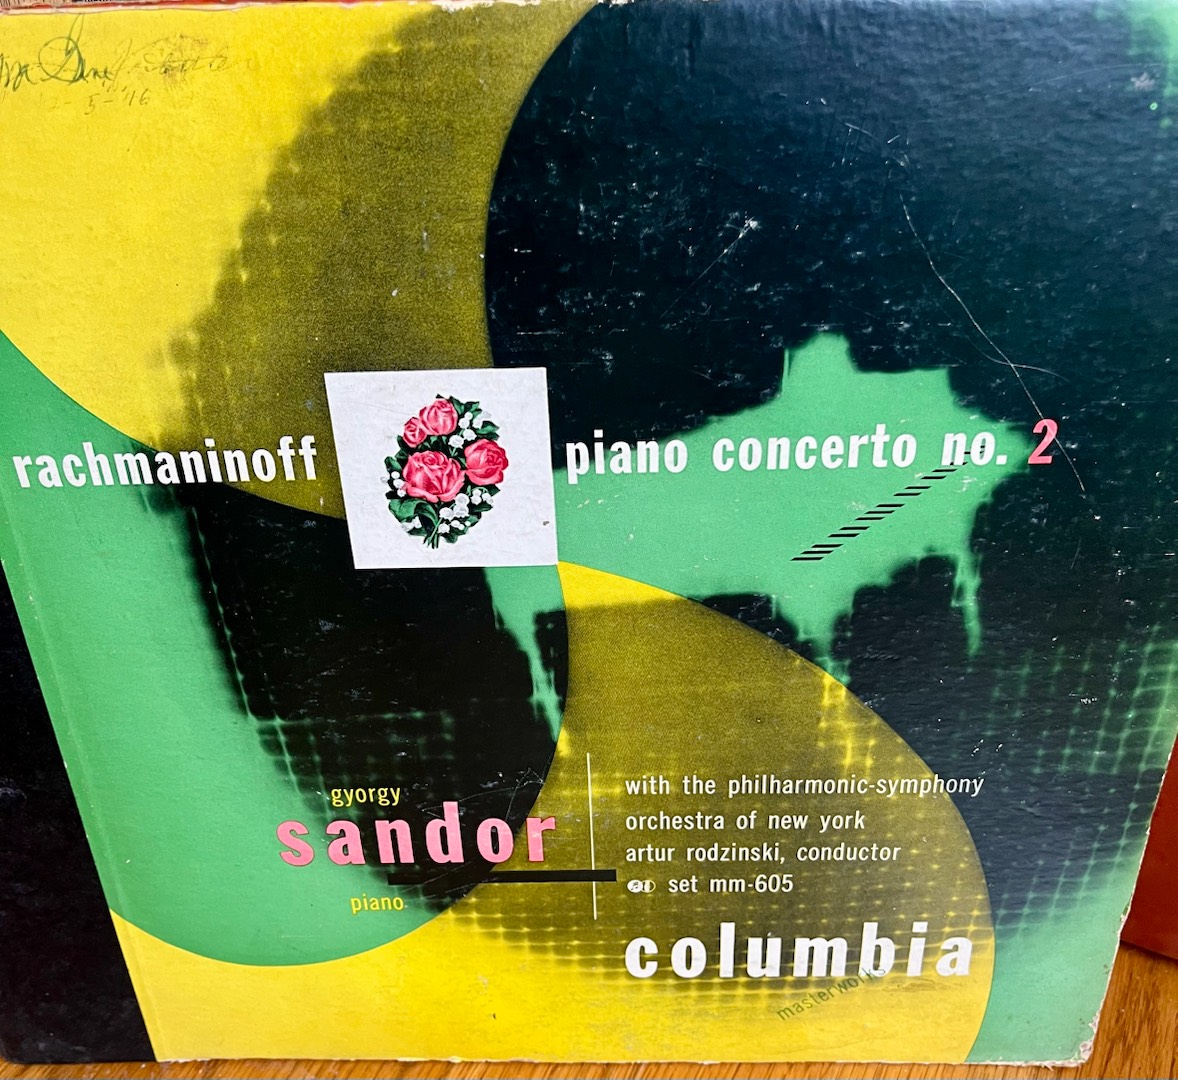 2-5-'46
rachmaninoff piano concerto no. 2
gyorgy
sandor
piano
with the philharmonic-symphony
orchestra of new york
artur rodzinski, conductor
set mm-605
columbia
masterworks